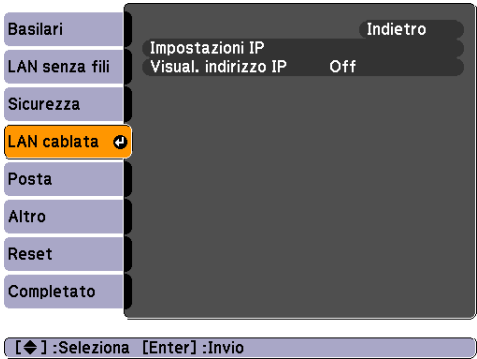 Basilari
LAN senza fili
Sicurezza
LAN cablata
Posta
Altro
Reset
Completato
Indietro
Impostazioni IP
Visual. indirizzo IP Off
[◆] :Seleziona [Enter] :Invio